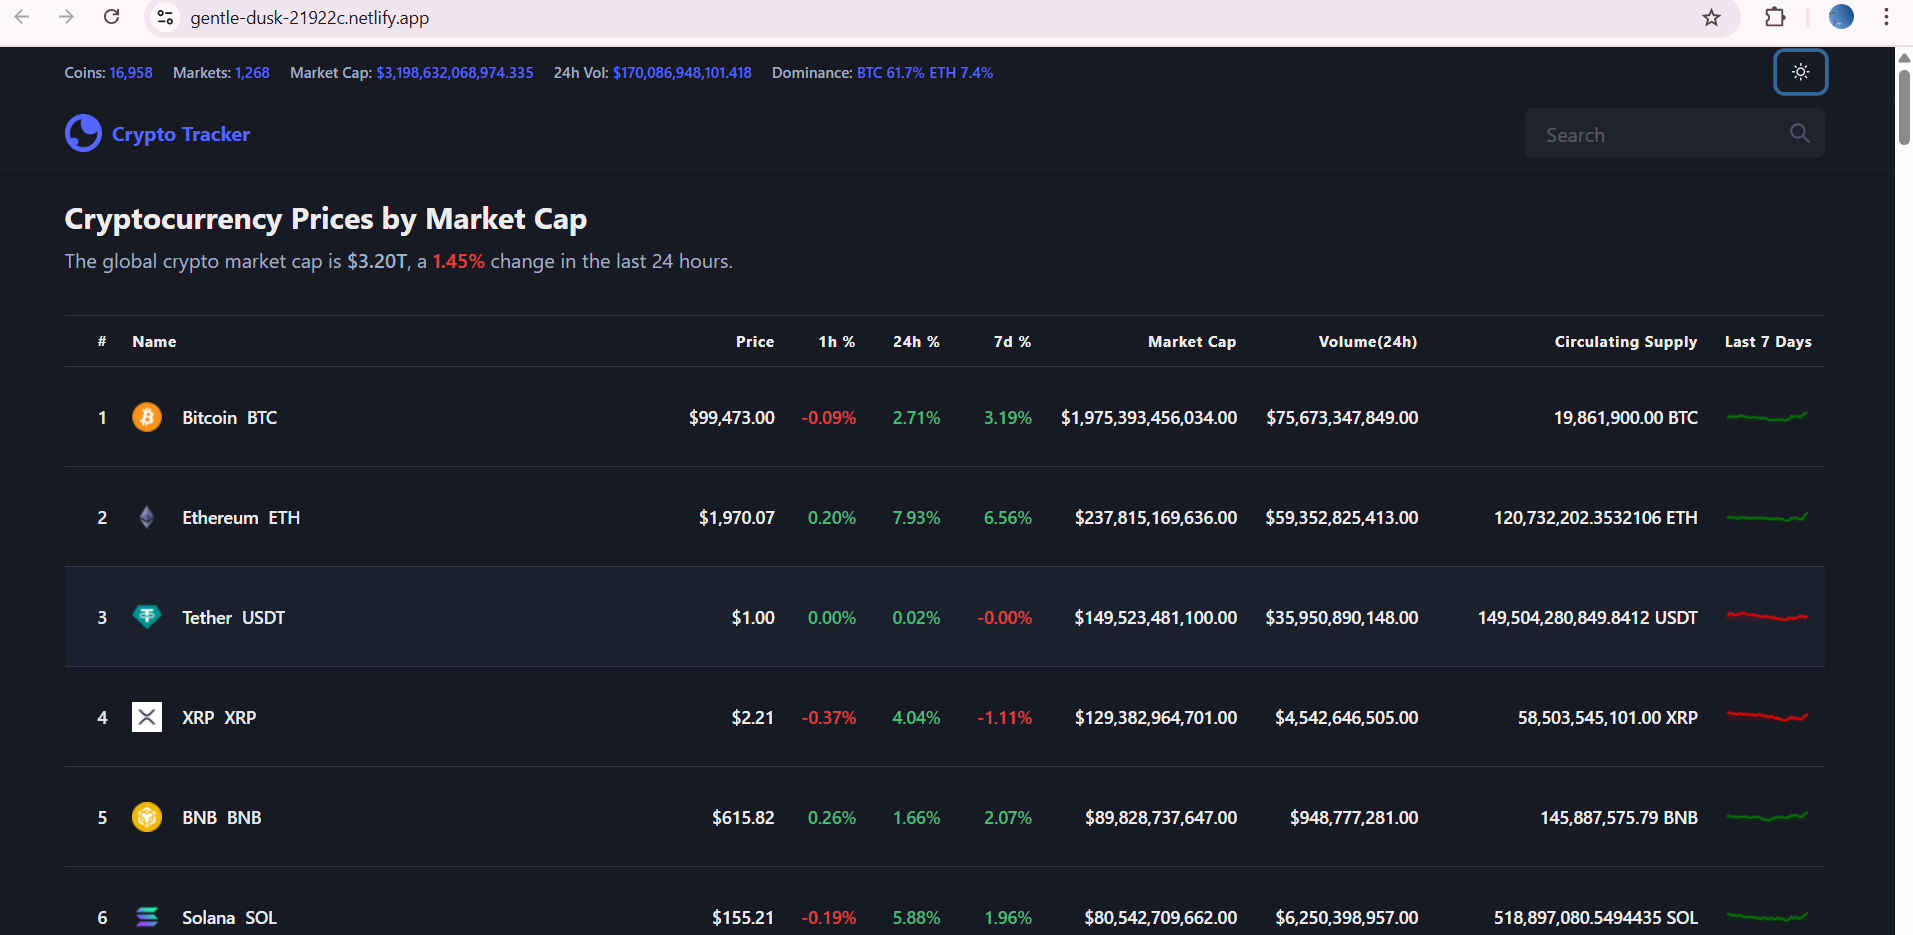 gentle-dusk-21922c.netlify.app
Coins: 16,958 Markets: 1,268 Market Cap: $3,198,632,068,974.335 24h Vol: $170,086,948,101.418 Dominance: BTC 61.7% ETH 7.4%
Crypto Tracker
Search
Cryptocurrency Prices by Market Cap
The global crypto market cap is $3.20T, a 1.45% change in the last 24 hours.
# Name Price 1h % 24h % 7d % Market Cap Volume(24h) Circulating Supply Last 7 Days
1 Bitcoin BTC $99,473.00 -0.09% 2.71% 3.19% $1,975,393,456,034.00 $75,673,347,849.00 19,861,900.00 BTC
2 Ethereum ETH $1,970.07 0.20% 7.93% 6.56% $237,815,169,636.00 $59,352,825,413.00 120,732,202.3532106 ETH
3 Tether USDT $1.00 0.00% 0.02% -0.00% $149,523,481,100.00 $35,950,890,148.00 149,504,280,849.8412 USDT
4 XRP XRP $2.21 -0.37% 4.04% -1.11% $129,382,964,701.00 $4,542,646,505.00 58,503,545,101.00 XRP
5 BNB BNB $615.82 0.26% 1.66% 2.07% $89,828,737,647.00 $948,777,281.00 145,887,575.79 BNB
6 Solana SOL $155.21 -0.19% 5.88% 1.96% $80,542,709,662.00 $6,250,398,957.00 518,897,080.5494435 SOL